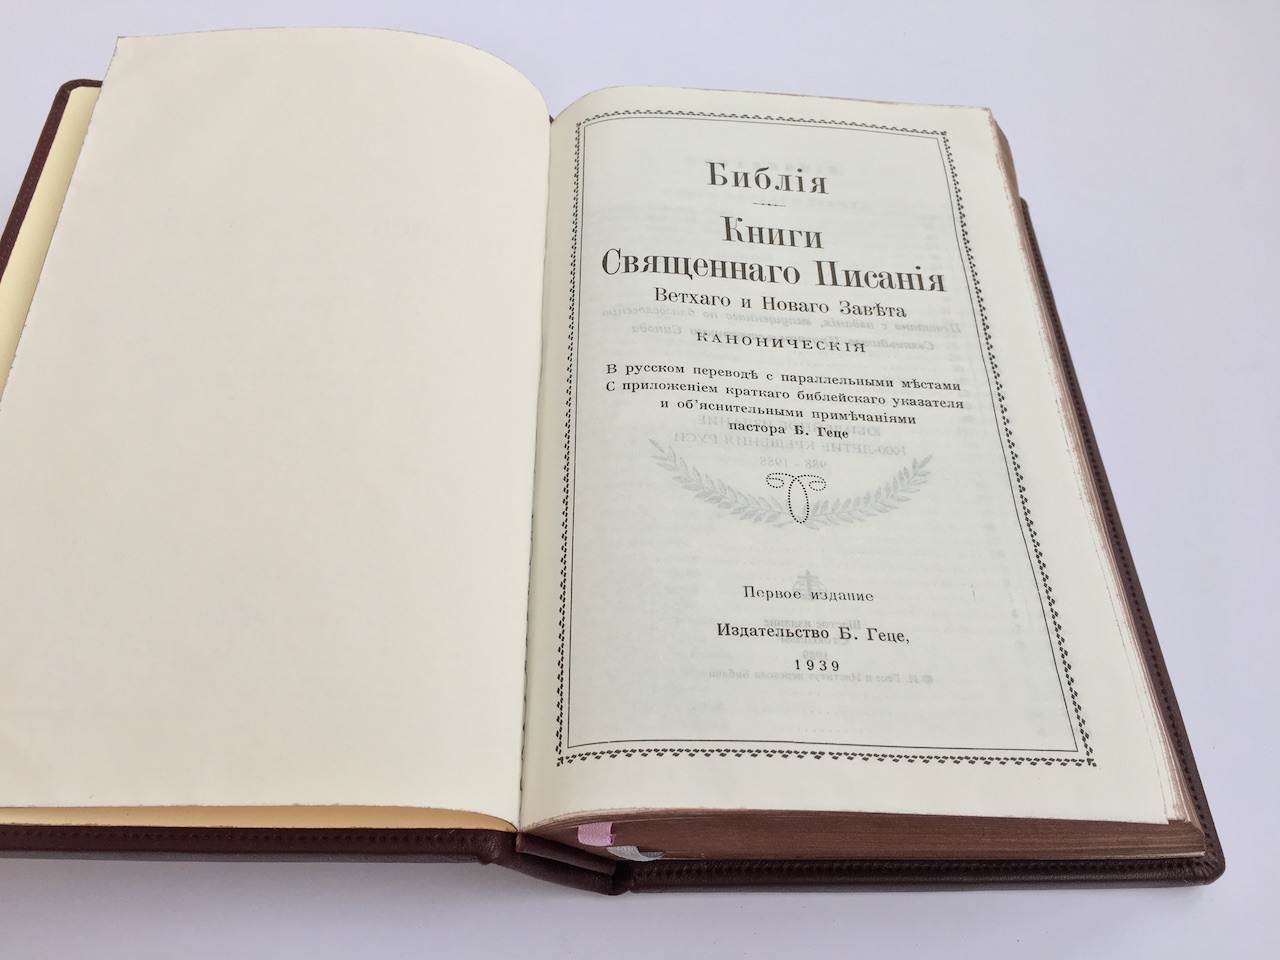 Библія
Книги
Священнаго Писанія
Ветхаго и Новаго Завѣта
КАНОНИЧЕСКІЯ
В русском переводѣ с параллельными мѣстами
С приложеніем краткаго библейскаго указателя
и об’яснительными примѣчаніями
пастора Б. Геце
Первое издание
Издательство Б. Геце,
1939